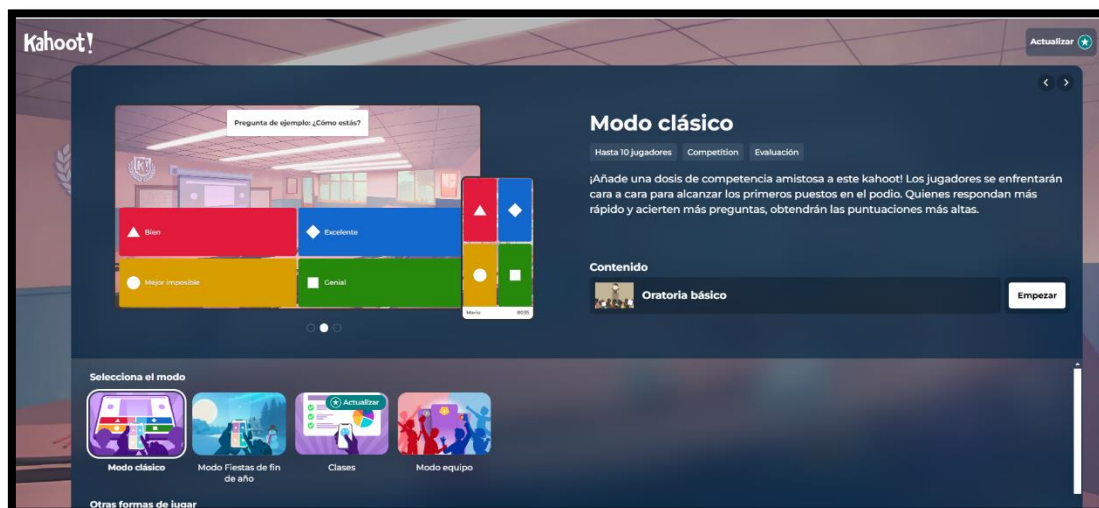 Kahoot!
Actualizar
Pregunta de ejemplo: ¿Cómo estás?
Bien
Excelente
Mejor imposible
Genial
Mario 6035
Modo clásico
Hasta 10 jugadores Competition Evaluación
¡Añade una dosis de competencia amistosa a este kahoot! Los jugadores se enfrentarán
cara a cara para alcanzar los primeros puestos en el podio. Quienes respondan más
rápido y acierten más preguntas, obtendrán las puntuaciones más altas.
Contenido
Oratoria básico
Empezar
Selecciona el modo
Actualizar
Modo clásico
Modo Fiestas de fin
de año
Clases
Modo equipo
Otras formas de jugar